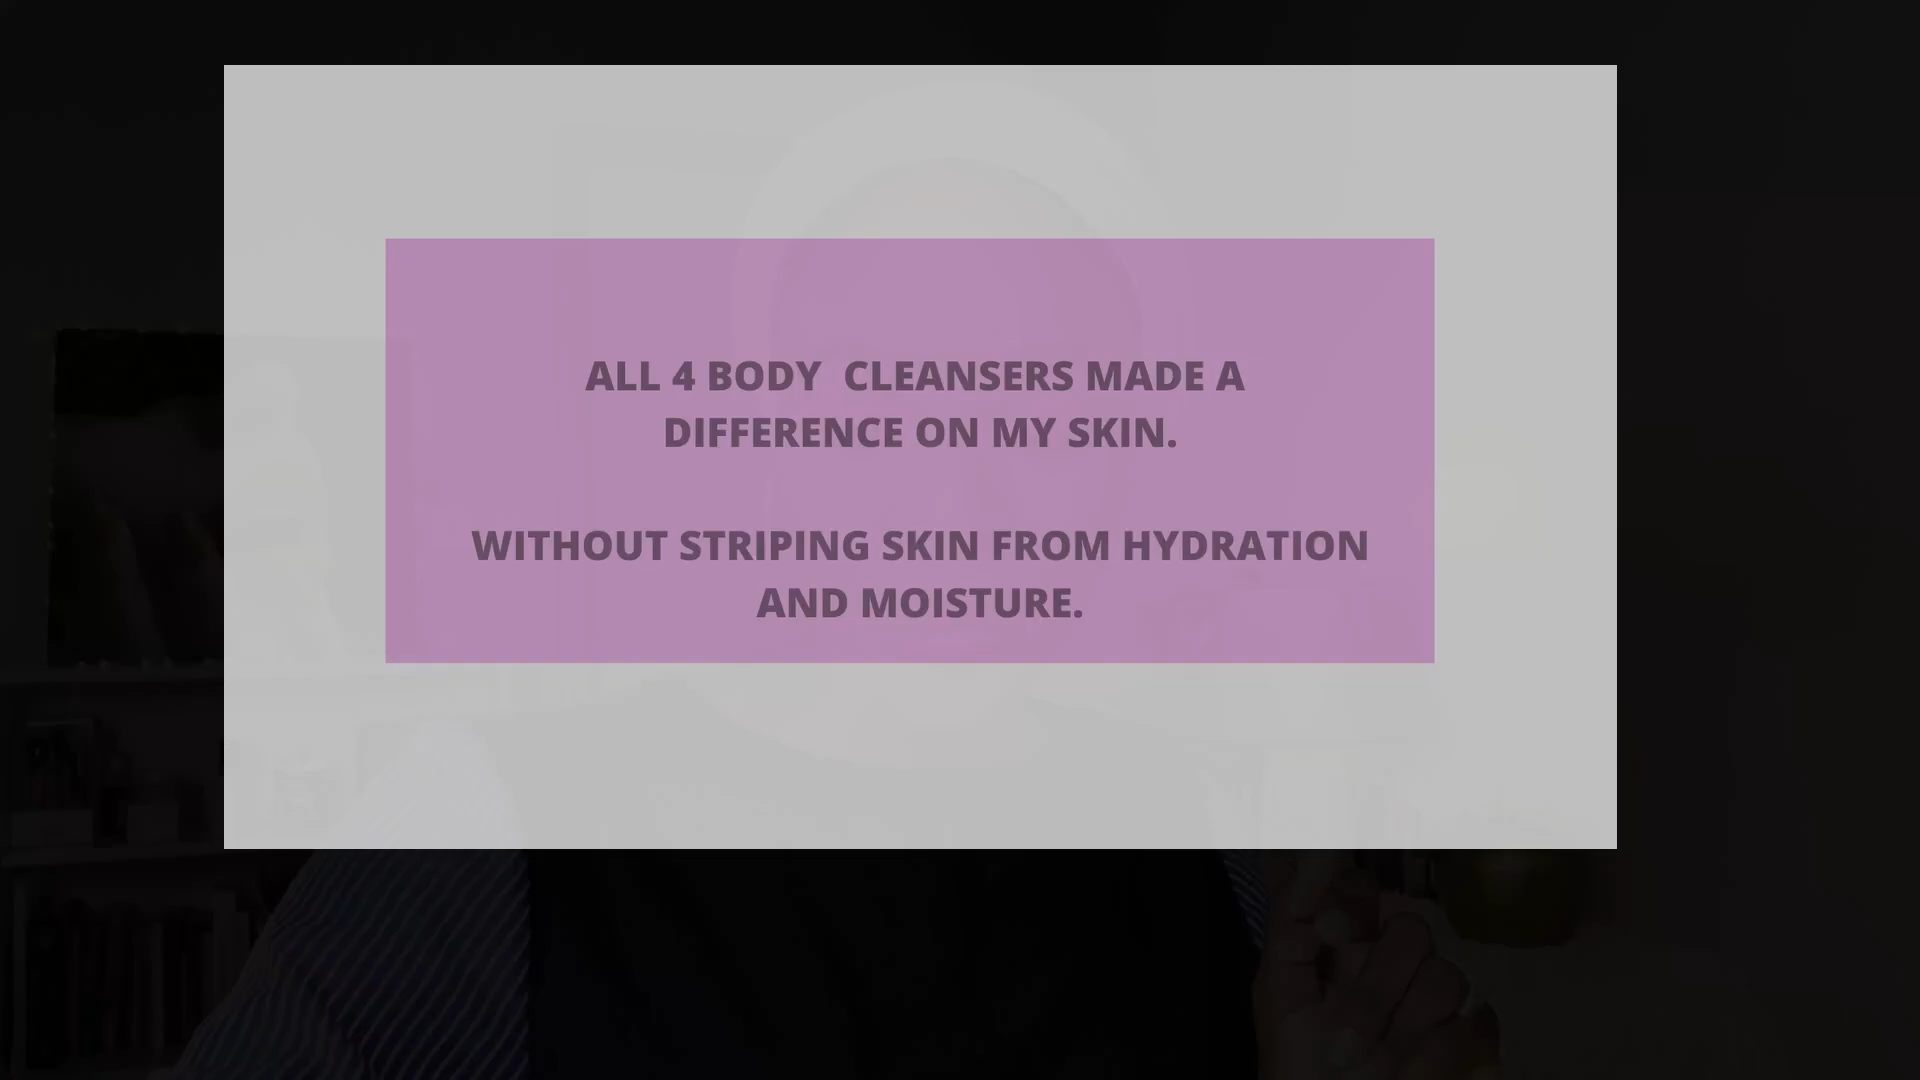 ALL 4 BODY  CLEANSERS MADE A
DIFFERENCE ON MY SKIN.
WITHOUT STRIPING SKIN FROM HYDRATION
AND MOISTURE.